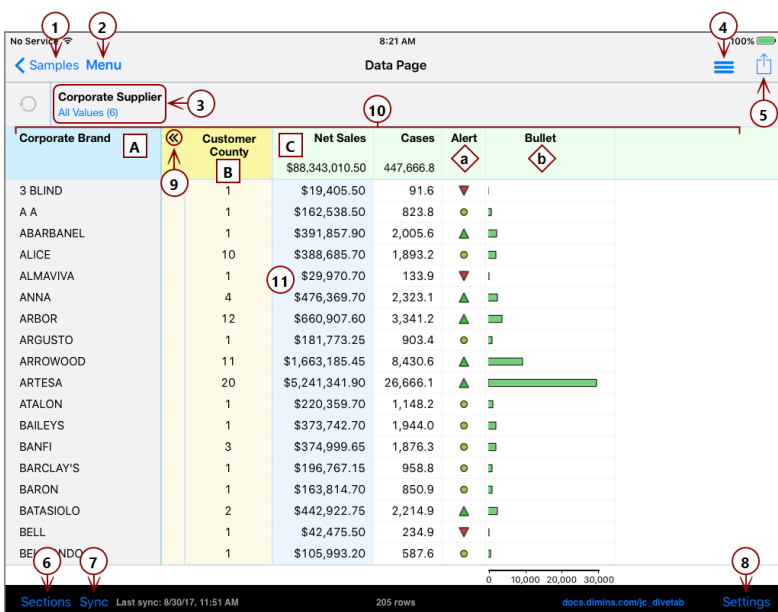 1 2 4
No Service 8:21 AM 100%
Samples Menu Data Page
5
Corporate Supplier
All Values (6)
3
10
Corporate Brand A Customer County B C Net Sales Cases Alert Bullet
9 a b
$88,343,010.50 447,666.8
3 BLIND 1 $19,405.50 91.6
A A 1 $162,538.50 823.8
ABARBANEL 1 $391,857.90 2,005.6
ALICE 10 $388,685.70 1,893.2
ALMAVIVA 1 11 $29,970.70 133.9
ANNA 4 $476,369.70 2,323.1
ARBOR 12 $660,907.60 3,341.2
ARGUSTO 1 $181,773.25 903.4
ARROWOOD 11 $1,663,185.45 8,430.6
ARTESA 20 $5,241,341.90 26,666.1
ATALON 1 $220,359.70 1,148.2
BAILEYS 1 $373,742.70 1,944.0
BANFI 3 $374,999.65 1,876.3
BARCLAY'S 1 $196,767.15 958.8
BARON 1 $163,814.70 850.9
BATASIOLO 2 $442,922.75 2,214.9
BELL 1 $42,475.50 234.9
1 $105,993.20 587.6
6 7 8
0 10,000 20,000 30,000
Sections Sync Last sync: 8/30/17, 11:51 AM 205 rows docs.dimins.com/jc_divetab Settings